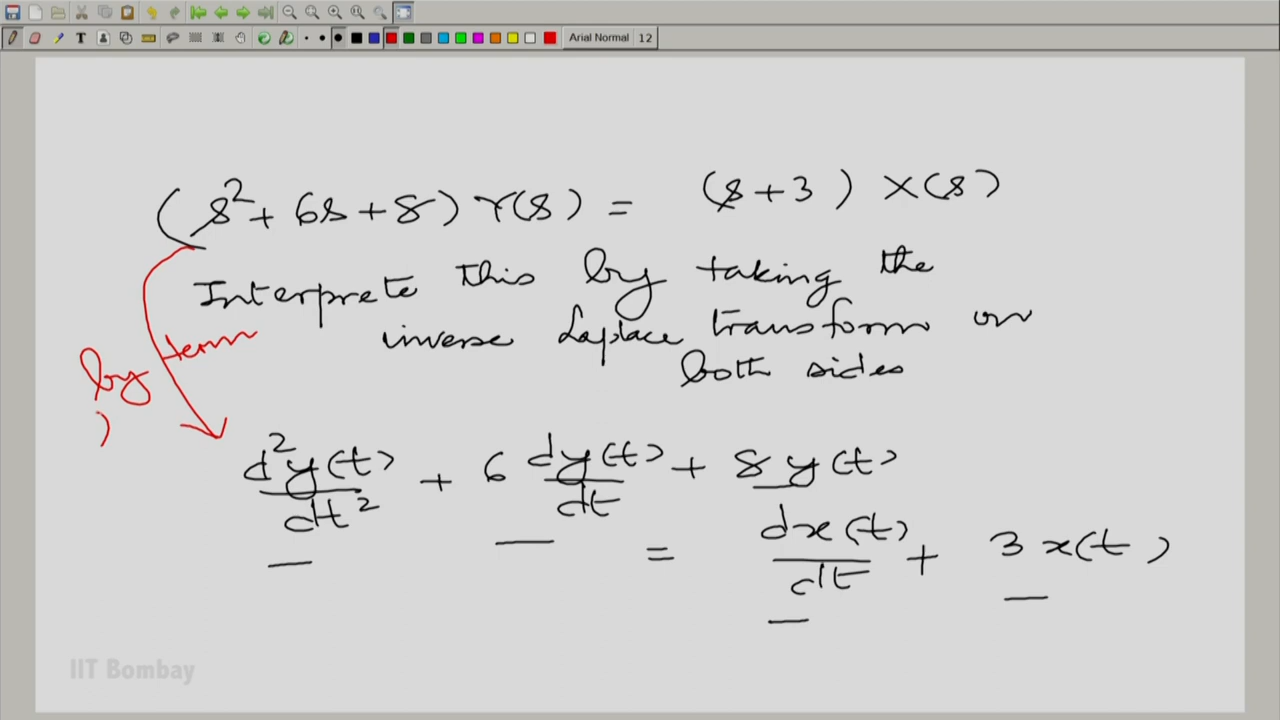 Arial Normal 12
(s² + 6s + 8) Y(s) = (s + 3) X(s)
Interprete this by taking the
inverse Laplace transform on
both sides
by term
)
d²y(t)/dt² + 6 dy(t)/dt + 8 y(t)
= dx(t)/dt + 3 x(t)
IIT Bombay